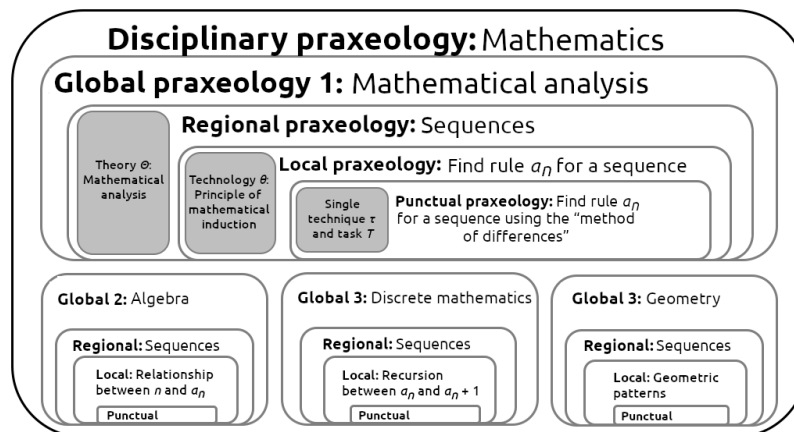 Disciplinary praxeology: Mathematics
Global praxeology 1: Mathematical analysis
Regional praxeology: Sequences
Theory Θ:
Mathematical
analysis
Local praxeology: Find rule aₙ for a sequence
Technology θ:
Principle of
mathematical
induction
Single
technique τ
and task T
Punctual praxeology: Find rule aₙ
for a sequence using the “method
of differences”
Global 2: Algebra
Regional: Sequences
Local: Relationship
between n and aₙ
Punctual
Global 3: Discrete mathematics
Regional: Sequences
Local: Recursion
between aₙ and aₙ + 1
Punctual
Global 3: Geometry
Regional: Sequences
Local: Geometric
patterns
Punctual